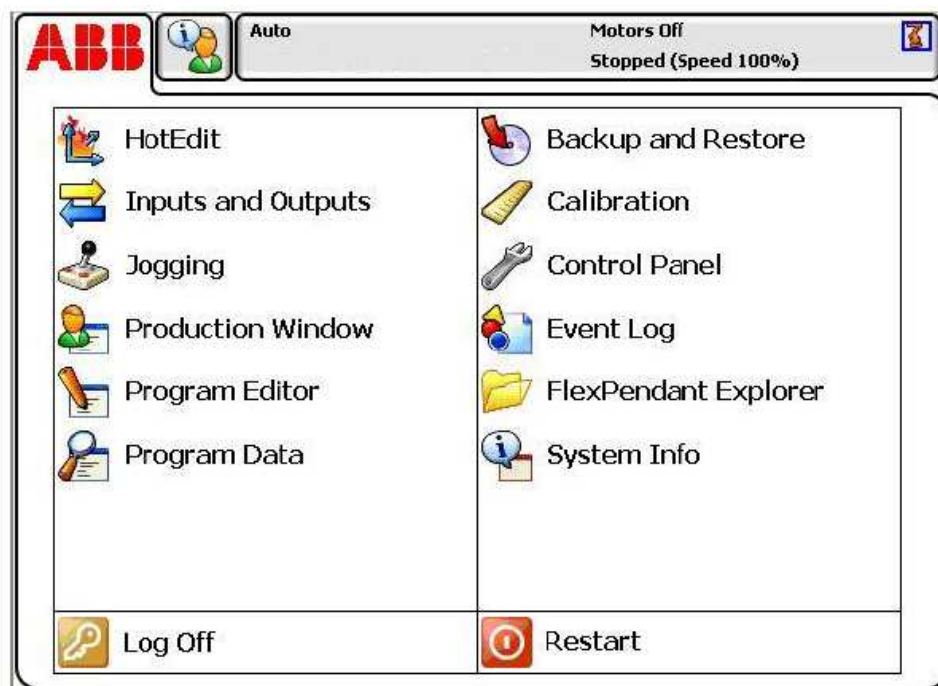 ABB
Auto
Motors Off
Stopped (Speed 100%)
HotEdit
Inputs and Outputs
Jogging
Production Window
Program Editor
Program Data
Backup and Restore
Calibration
Control Panel
Event Log
FlexPendant Explorer
System Info
Log Off
Restart